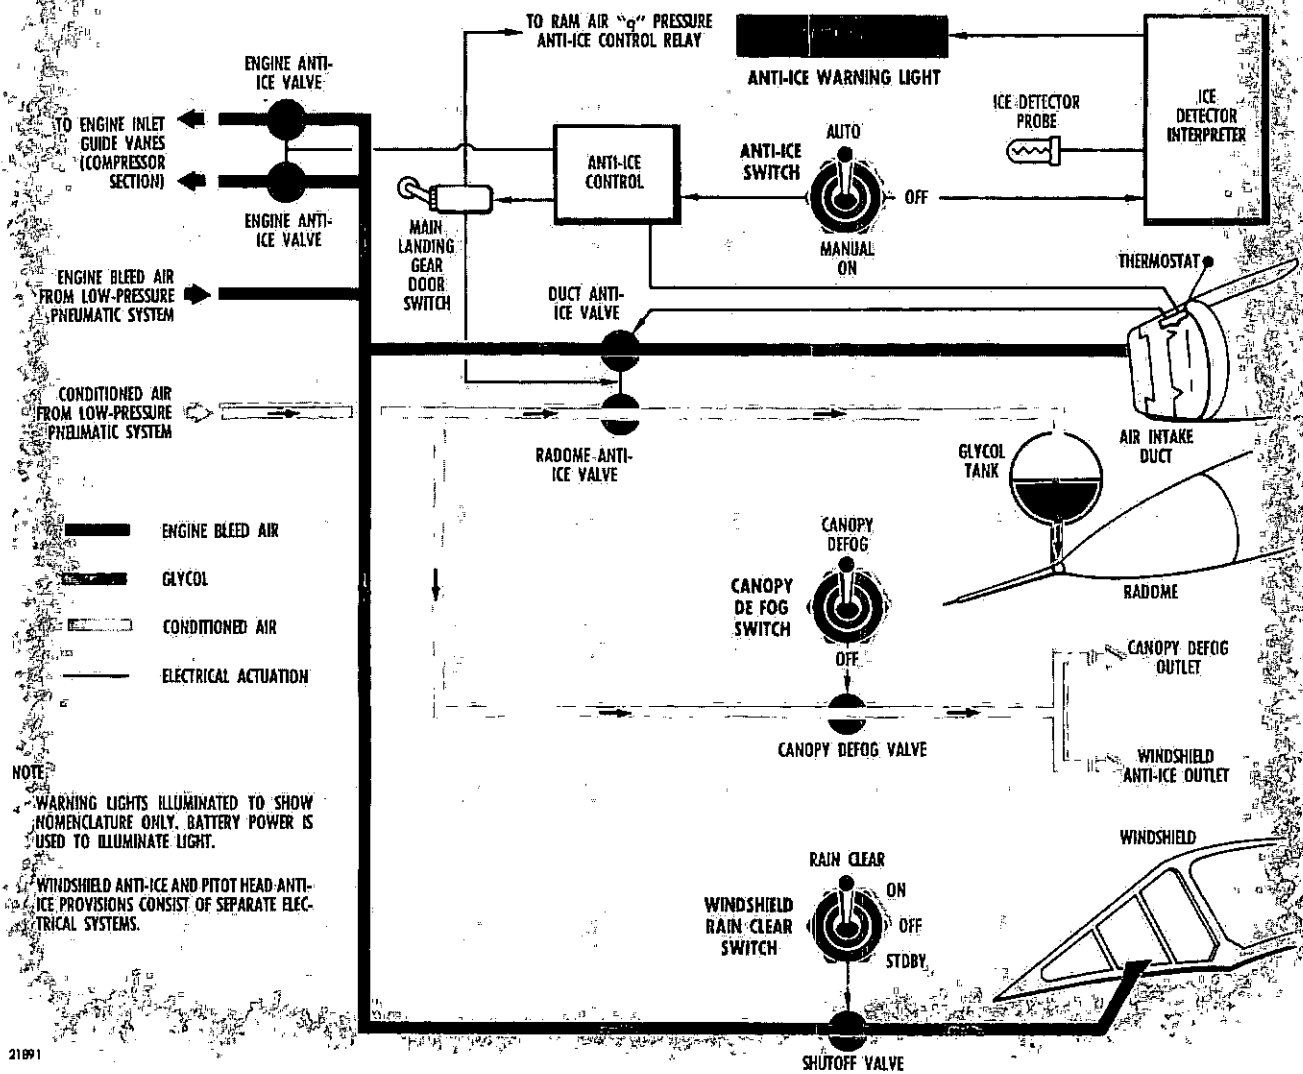 TO RAM AIR "q" PRESSURE
ANTI-ICE CONTROL RELAY
ANTI-ICE WARNING LIGHT
ENGINE ANTI-
ICE VALVE
TO ENGINE INLET
GUIDE VANES
(COMPRESSOR
SECTION)
ENGINE ANTI-
ICE VALVE
ANTI-ICE
CONTROL
ANTI-ICE
SWITCH
AUTO
OFF
MANUAL
ON
ICE DETECTOR
PROBE
ICE
DETECTOR
INTERPRETER
MAIN
LANDING
GEAR
DOOR
SWITCH
ENGINE BLEED AIR
FROM LOW-PRESSURE
PNEUMATIC SYSTEM
DUCT ANTI-
ICE VALVE
THERMOSTAT
CONDITIONED AIR
FROM LOW-PRESSURE
PNEUMATIC SYSTEM
RADOME ANTI-
ICE VALVE
AIR INTAKE
DUCT
GLYCOL
TANK
ENGINE BLEED AIR
GLYCOL
CONDITIONED AIR
ELECTRICAL ACTUATION
CANOPY
DEFOG
CANOPY
DE FOG
SWITCH
OFF
RADOME
CANOPY DEFOG
OUTLET
CANOPY DEFOG VALVE
WINDSHIELD
ANTI-ICE OUTLET
NOTE
WARNING LIGHTS ILLUMINATED TO SHOW
NOMENCLATURE ONLY. BATTERY POWER IS
USED TO ILLUMINATE LIGHT.
WINDSHIELD ANTI-ICE AND PITOT HEAD ANTI-
ICE PROVISIONS CONSIST OF SEPARATE ELEC-
TRICAL SYSTEMS.
WINDSHIELD
RAIN CLEAR
ON
WINDSHIELD
RAIN CLEAR
SWITCH
OFF
STDBY
SHUTOFF VALVE
21891